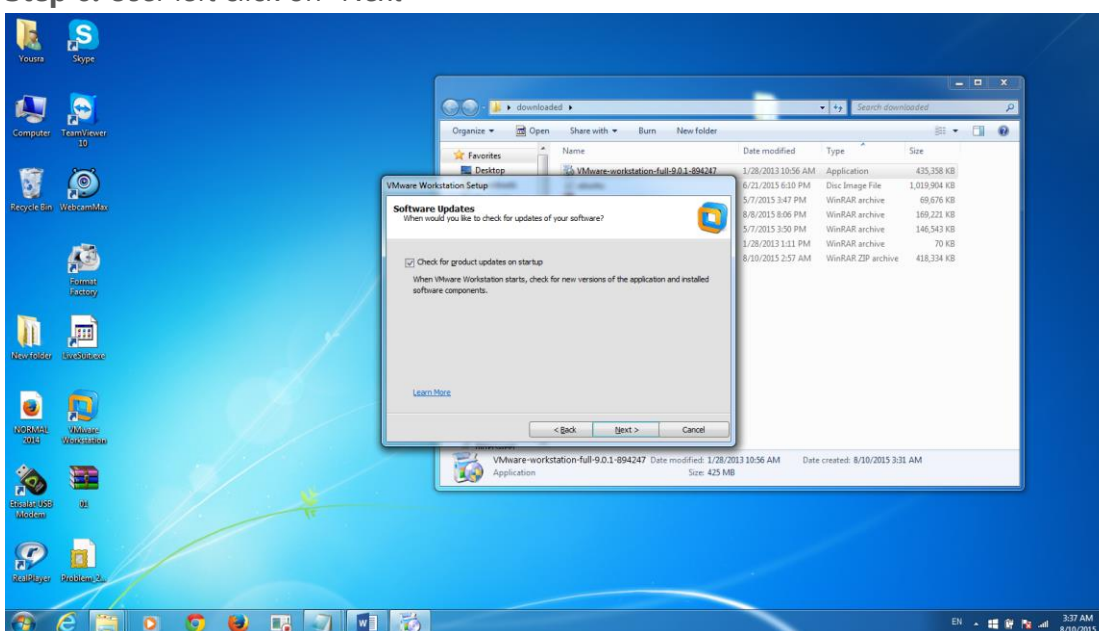 Yousra
Skype
Computer
TeamViewer
10
Recycle Bin
WebcamMax
Format
Factory
New folder
LiveSuit.exe
NORMAL
2014
VMware
Workstation
Etisalat USB
Modem
RealPlayer
downloaded
Search downloaded
Organize
Open
Share with
Burn
New folder
Favorites
Desktop
Name
Date modified
Type
Size
VMware-workstation-full-9.0.1-894247
1/28/2013 10:56 AM
Application
435,358 KB
6/21/2015 6:10 PM
Disc Image File
1,019,904 KB
5/7/2015 3:47 PM
WinRAR archive
69,676 KB
8/8/2015 8:06 PM
WinRAR archive
169,221 KB
5/7/2015 3:50 PM
WinRAR archive
146,543 KB
1/28/2013 1:11 PM
WinRAR archive
70 KB
8/10/2015 2:57 AM
WinRAR ZIP archive
418,334 KB
VMware Workstation Setup
Software Updates
When would you like to check for updates of your software?
Check for product updates on startup
When VMware Workstation starts, check for new versions of the application and installed
software components.
Learn More
< Back
Next >
Cancel
VMware-workstation-full-9.0.1-894247 Date modified: 1/28/2013 10:56 AM Date created: 8/10/2015 3:31 AM
Application Size: 425 MB
EN
3:37 AM
8/10/2015